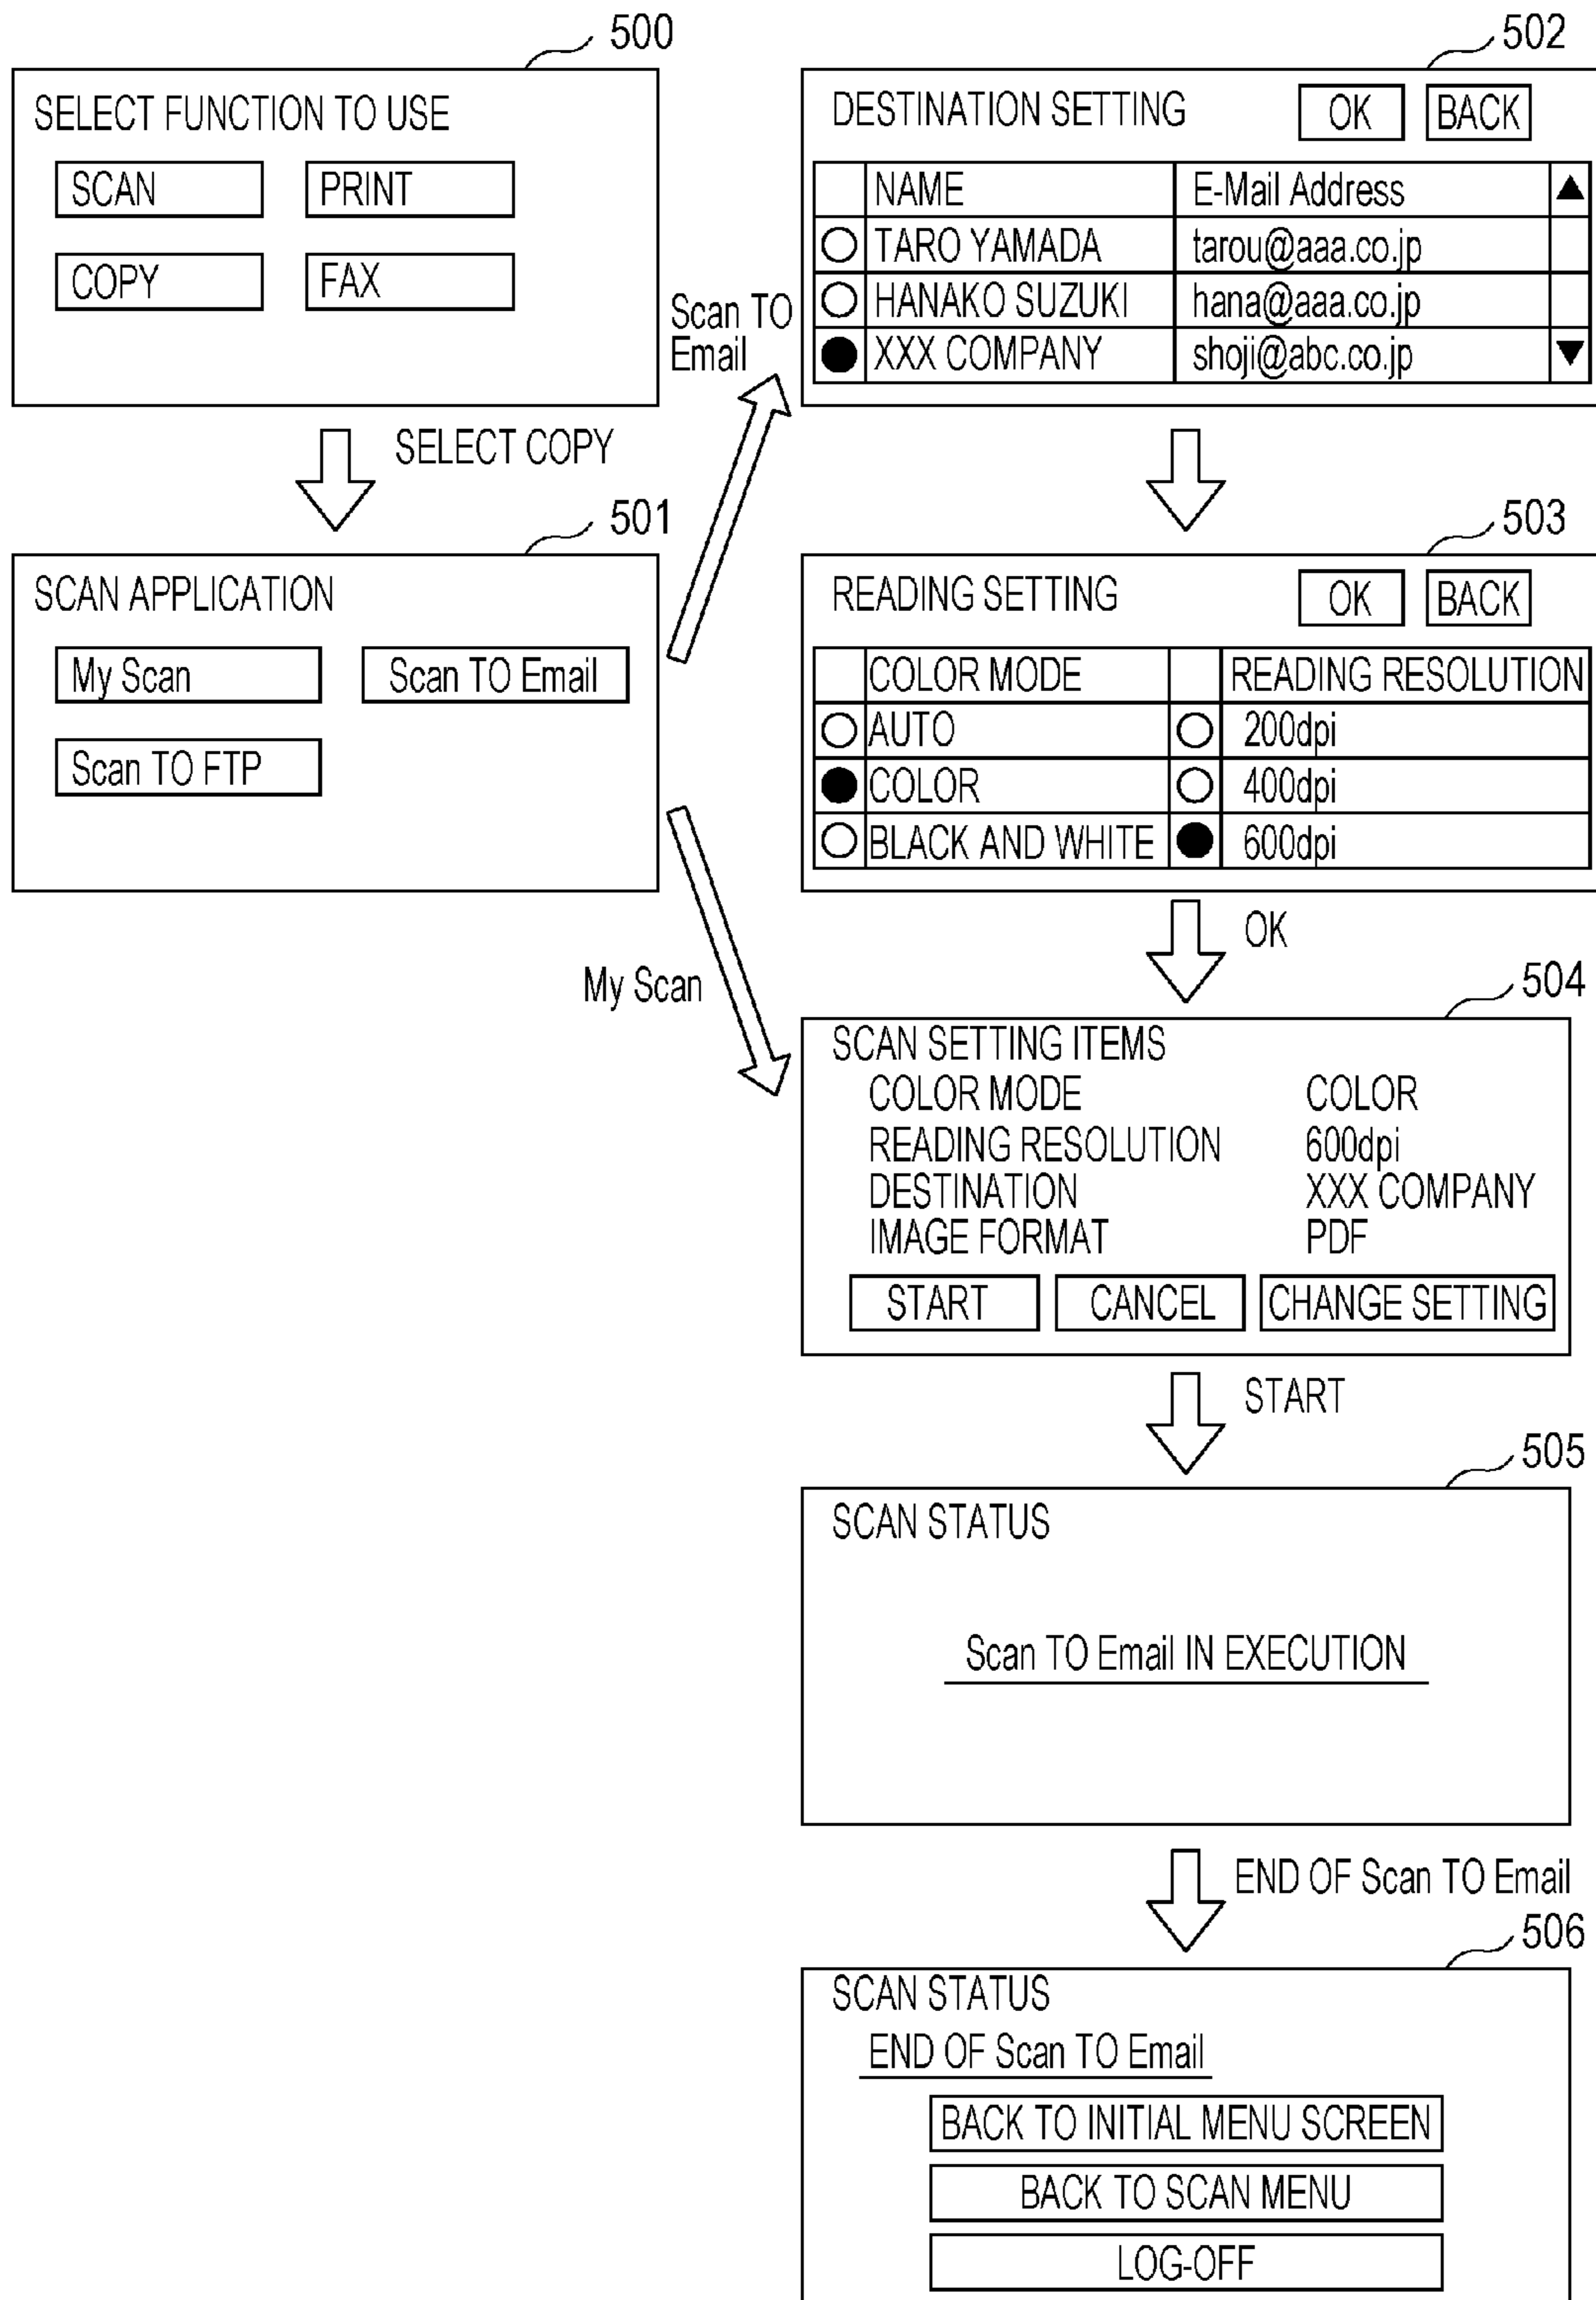 500
SELECT FUNCTION TO USE
SCAN PRINT
COPY FAX
SELECT COPY
501
SCAN APPLICATION
My Scan Scan TO Email
Scan TO FTP
Scan TO
Email
My Scan
502
DESTINATION SETTING OK BACK
NAME E-Mail Address ▲
TARO YAMADA tarou@aaa.co.jp
HANAKO SUZUKI hana@aaa.co.jp
XXX COMPANY shoji@abc.co.jp ▼
503
READING SETTING OK BACK
COLOR MODE READING RESOLUTION
AUTO 200dpi
COLOR 400dpi
BLACK AND WHITE 600dpi
OK
504
SCAN SETTING ITEMS
COLOR MODE COLOR
READING RESOLUTION 600dpi
DESTINATION XXX COMPANY
IMAGE FORMAT PDF
START CANCEL CHANGE SETTING
START
505
SCAN STATUS
Scan TO Email IN EXECUTION
END OF Scan TO Email
506
SCAN STATUS
END OF Scan TO Email
BACK TO INITIAL MENU SCREEN
BACK TO SCAN MENU
LOG-OFF